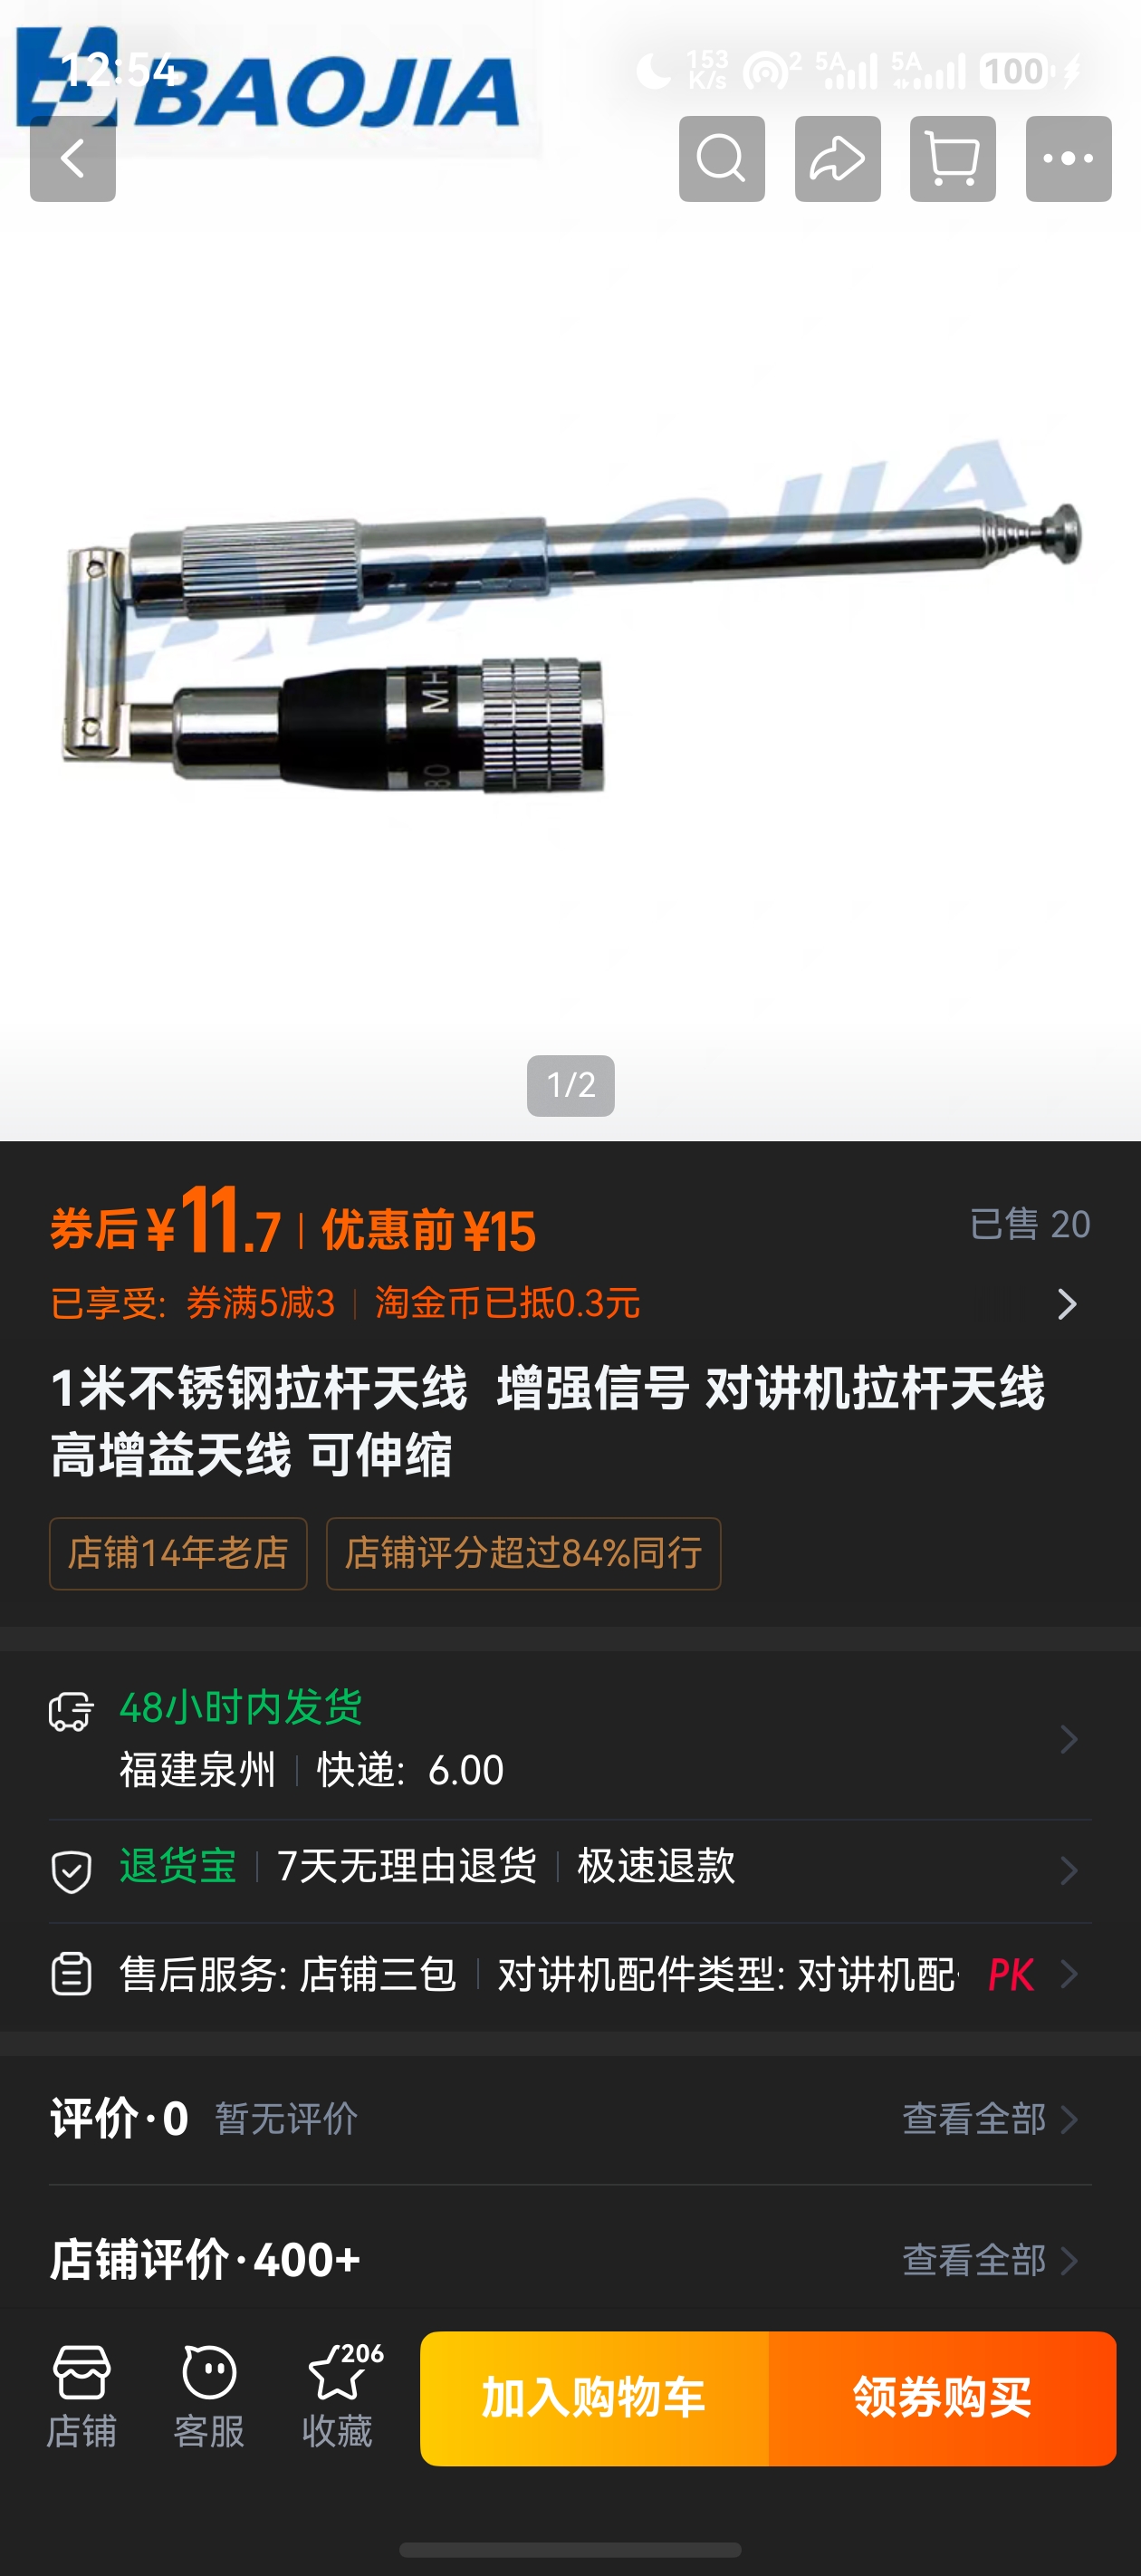 BAOJIA
12:54
153 K/s
2
5A
5A
100
BAOJIA
MH
80
1/2
券后¥11.7 优惠前¥15
已售 20
已享受: 券满5减3 淘金币已抵0.3元
1米不锈钢拉杆天线 增强信号 对讲机拉杆天线
高增益天线 可伸缩
店铺14年老店
店铺评分超过84%同行
48小时内发货
福建泉州 快递: 6.00
退货宝 7天无理由退货 极速退款
售后服务: 店铺三包 对讲机配件类型: 对讲机配
PK
评价·0 暂无评价
查看全部
店铺评价·400+
查看全部
店铺
客服
206
收藏
加入购物车
领券购买